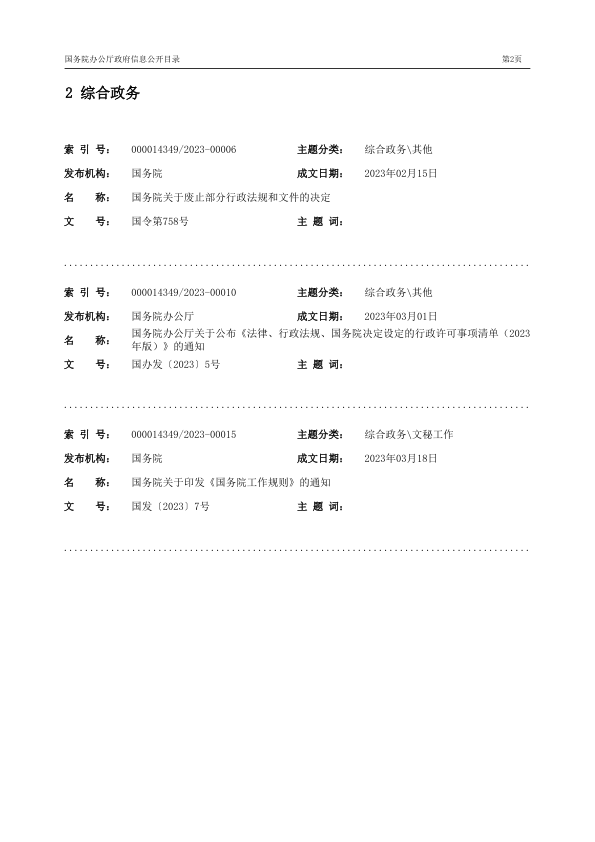 国务院办公厅政府信息公开目录 第2页
2 综合政务
索 引 号： 000014349/2023-00006 主题分类： 综合政务\其他
发布机构： 国务院 成文日期： 2023年02月15日
名 称： 国务院关于废止部分行政法规和文件的决定
文 号： 国令第758号 主 题 词：
索 引 号： 000014349/2023-00010 主题分类： 综合政务\其他
发布机构： 国务院办公厅 成文日期： 2023年03月01日
名 称： 国务院办公厅关于公布《法律、行政法规、国务院决定设定的行政许可事项清单（2023
年版）》的通知
文 号： 国办发〔2023〕5号 主 题 词：
索 引 号： 000014349/2023-00015 主题分类： 综合政务\文秘工作
发布机构： 国务院 成文日期： 2023年03月18日
名 称： 国务院关于印发《国务院工作规则》的通知
文 号： 国发〔2023〕7号 主 题 词：